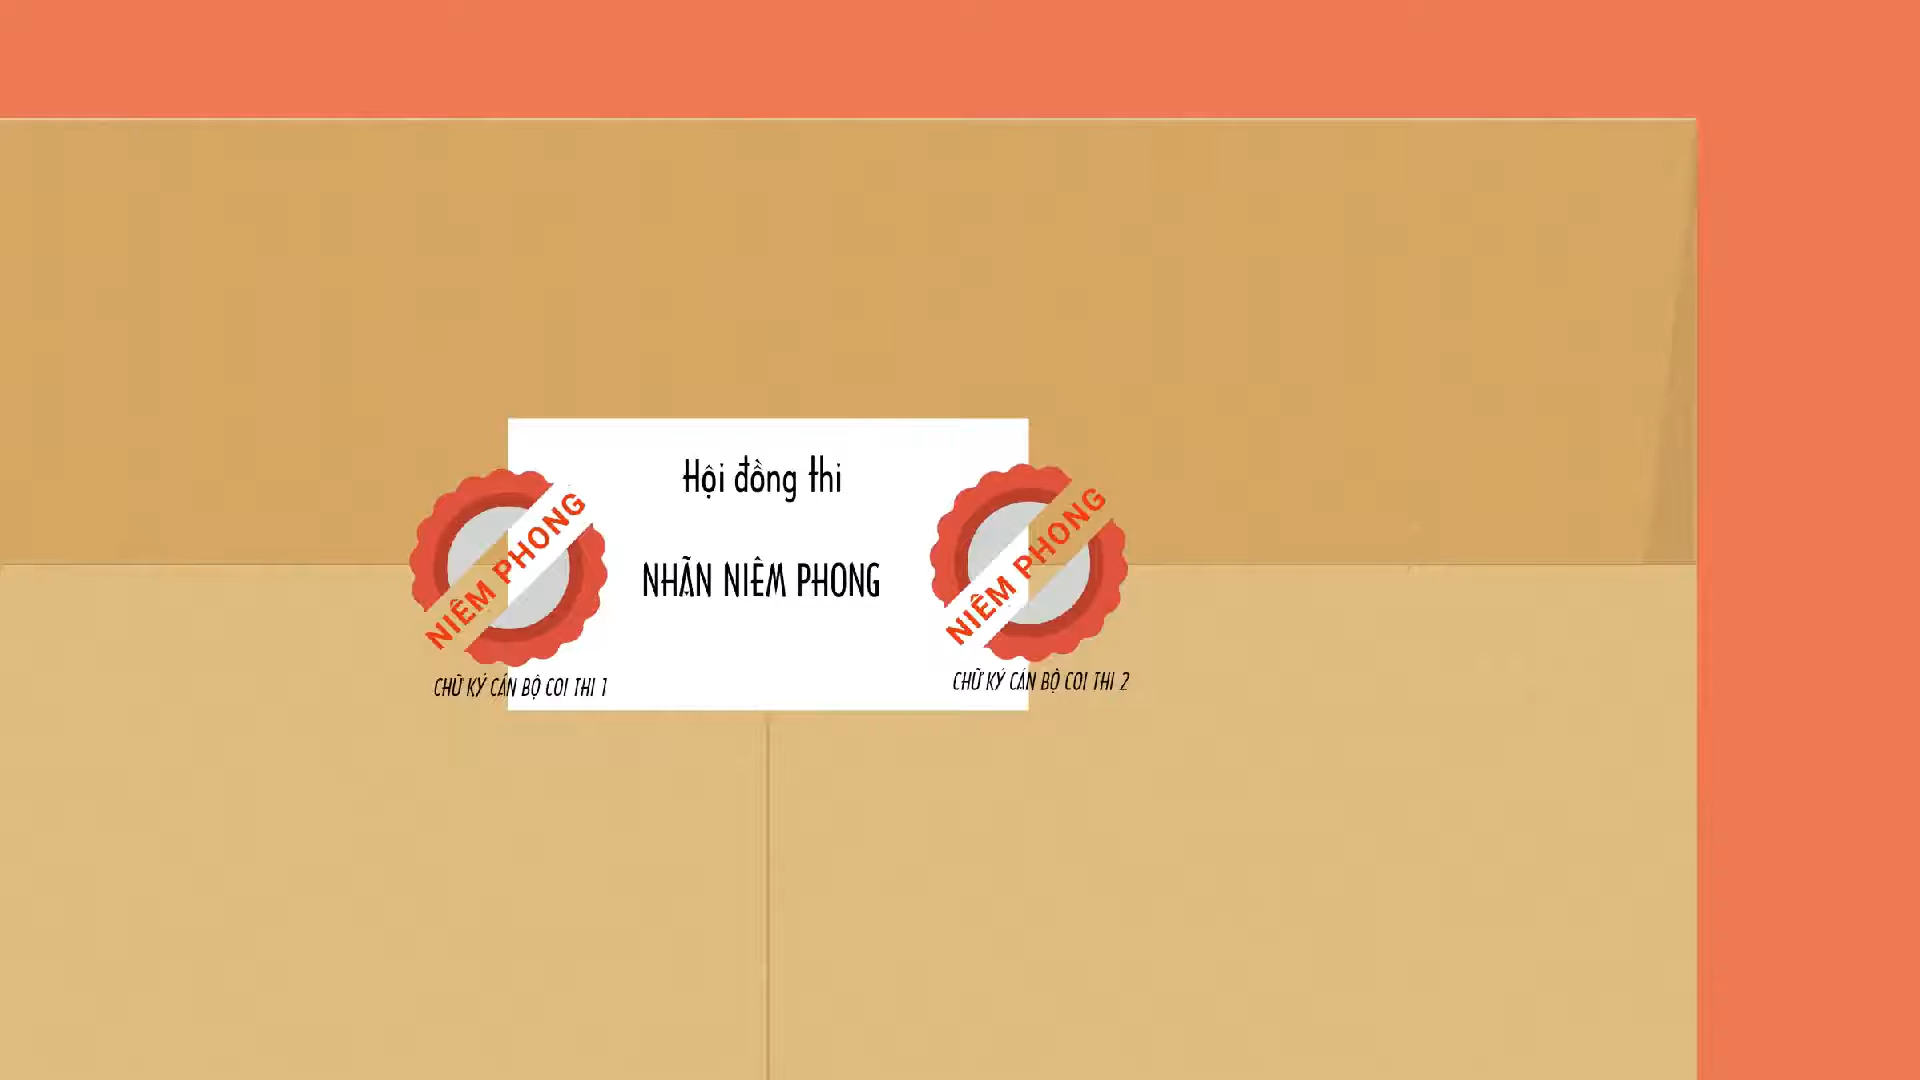 Hội đồng thi
NHÃN NIÊM PHONG
NIÊM PHONG
NIÊM PHONG
CHỮ KÝ CÁN BỘ COI THI 1
CHỮ KÝ CÁN BỘ COI THI 2